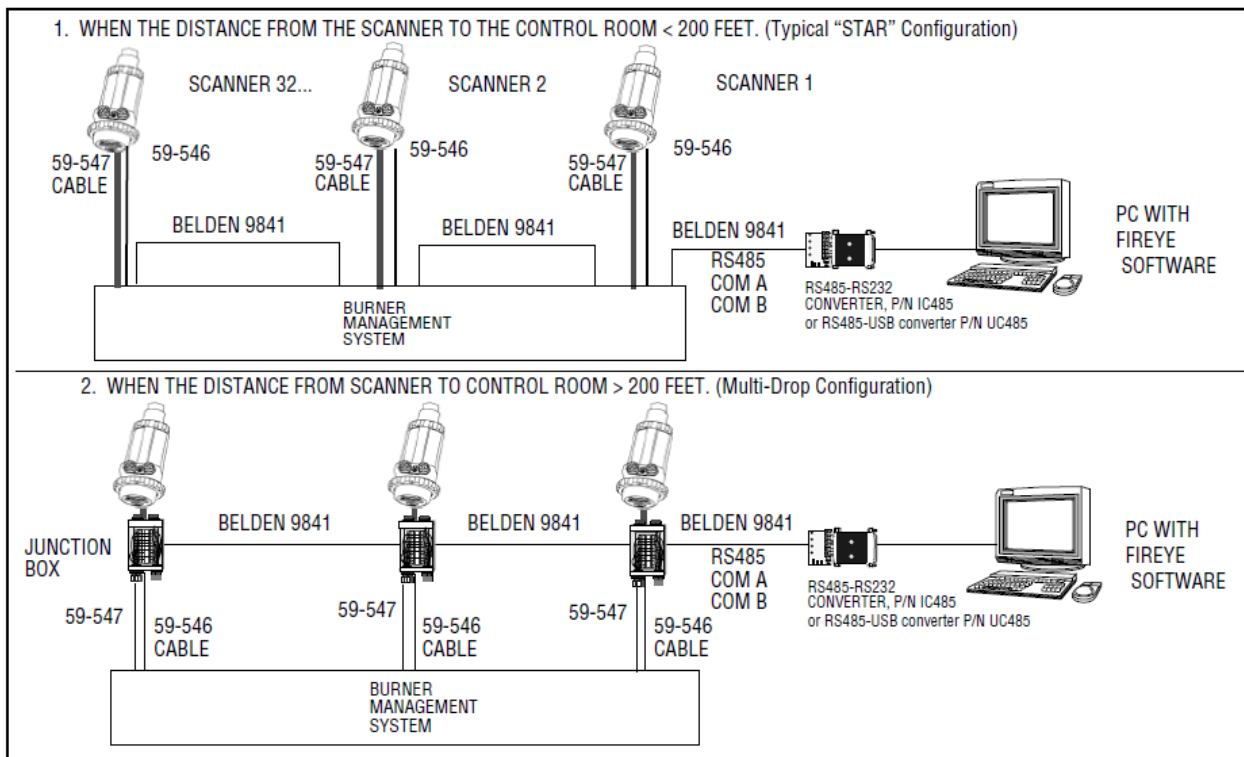 1. WHEN THE DISTANCE FROM THE SCANNER TO THE CONTROL ROOM < 200 FEET. (Typical “STAR” Configuration)
SCANNER 32...
SCANNER 2
SCANNER 1
59-547
CABLE
59-546
59-547
CABLE
59-546
59-547
CABLE
59-546
BELDEN 9841
BELDEN 9841
BELDEN 9841
RS485
COM A
COM B
RS485-RS232
CONVERTER, P/N IC485
or RS485-USB converter P/N UC485
PC WITH
FIREYE
SOFTWARE
BURNER
MANAGEMENT
SYSTEM
2. WHEN THE DISTANCE FROM SCANNER TO CONTROL ROOM > 200 FEET. (Multi-Drop Configuration)
JUNCTION
BOX
BELDEN 9841
BELDEN 9841
BELDEN 9841
RS485
COM A
COM B
RS485-RS232
CONVERTER, P/N IC485
or RS485-USB converter P/N UC485
PC WITH
FIREYE
SOFTWARE
59-547
59-546
CABLE
59-547
59-546
CABLE
59-547
59-546
CABLE
BURNER
MANAGEMENT
SYSTEM